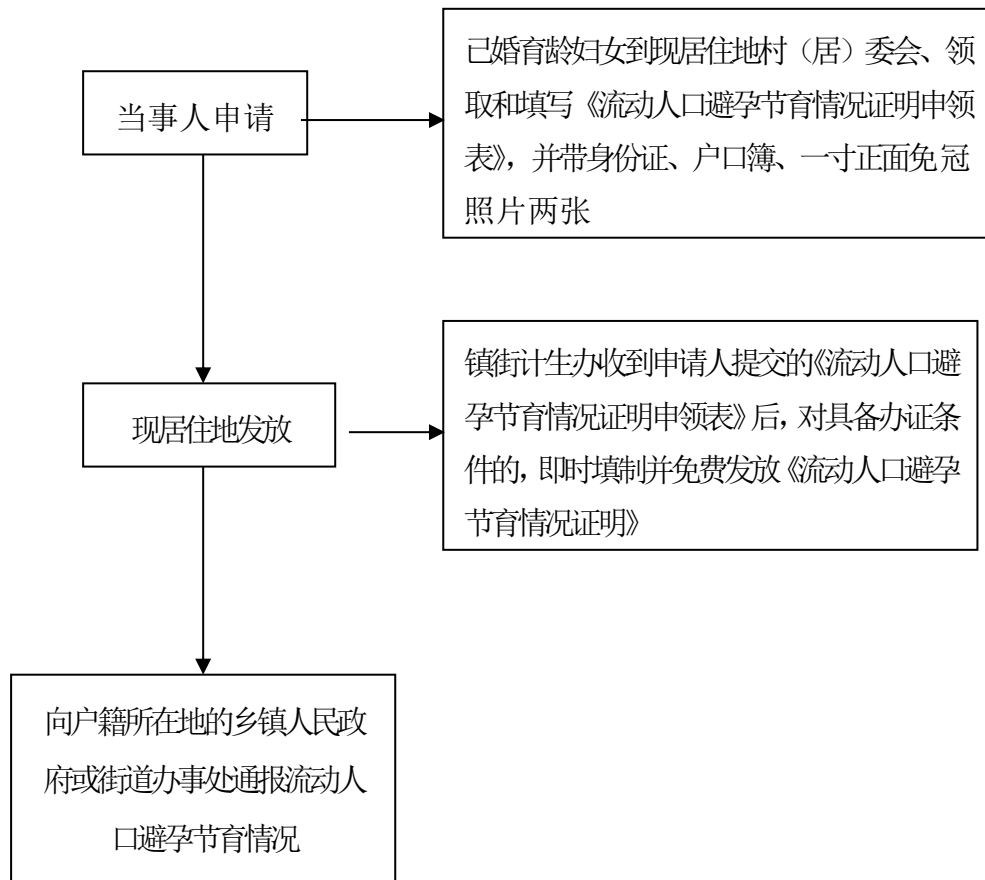 当事人申请
已婚育龄妇女到现居住地村（居）委会、领
取和填写《流动人口避孕节育情况证明申领
表》，并带身份证、户口簿、一寸正面免冠
照片两张
现居住地发放
镇街计生办收到申请人提交的《流动人口避
孕节育情况证明申领表》后，对具备办证条
件的，即时填制并免费发放《流动人口避孕
节育情况证明》
向户籍所在地的乡镇人民政
府或街道办事处通报流动人
口避孕节育情况